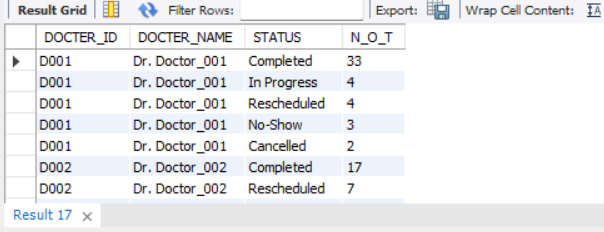 Result Grid Filter Rows: Export: Wrap Cell Content: IA
DOCTER_ID DOCTER_NAME STATUS N_O_T
D001 Dr. Doctor_001 Completed 33
D001 Dr. Doctor_001 In Progress 4
D001 Dr. Doctor_001 Rescheduled 4
D001 Dr. Doctor_001 No-Show 3
D001 Dr. Doctor_001 Cancelled 2
D002 Dr. Doctor_002 Completed 17
D002 Dr. Doctor_002 Rescheduled 7
Result 17 ×